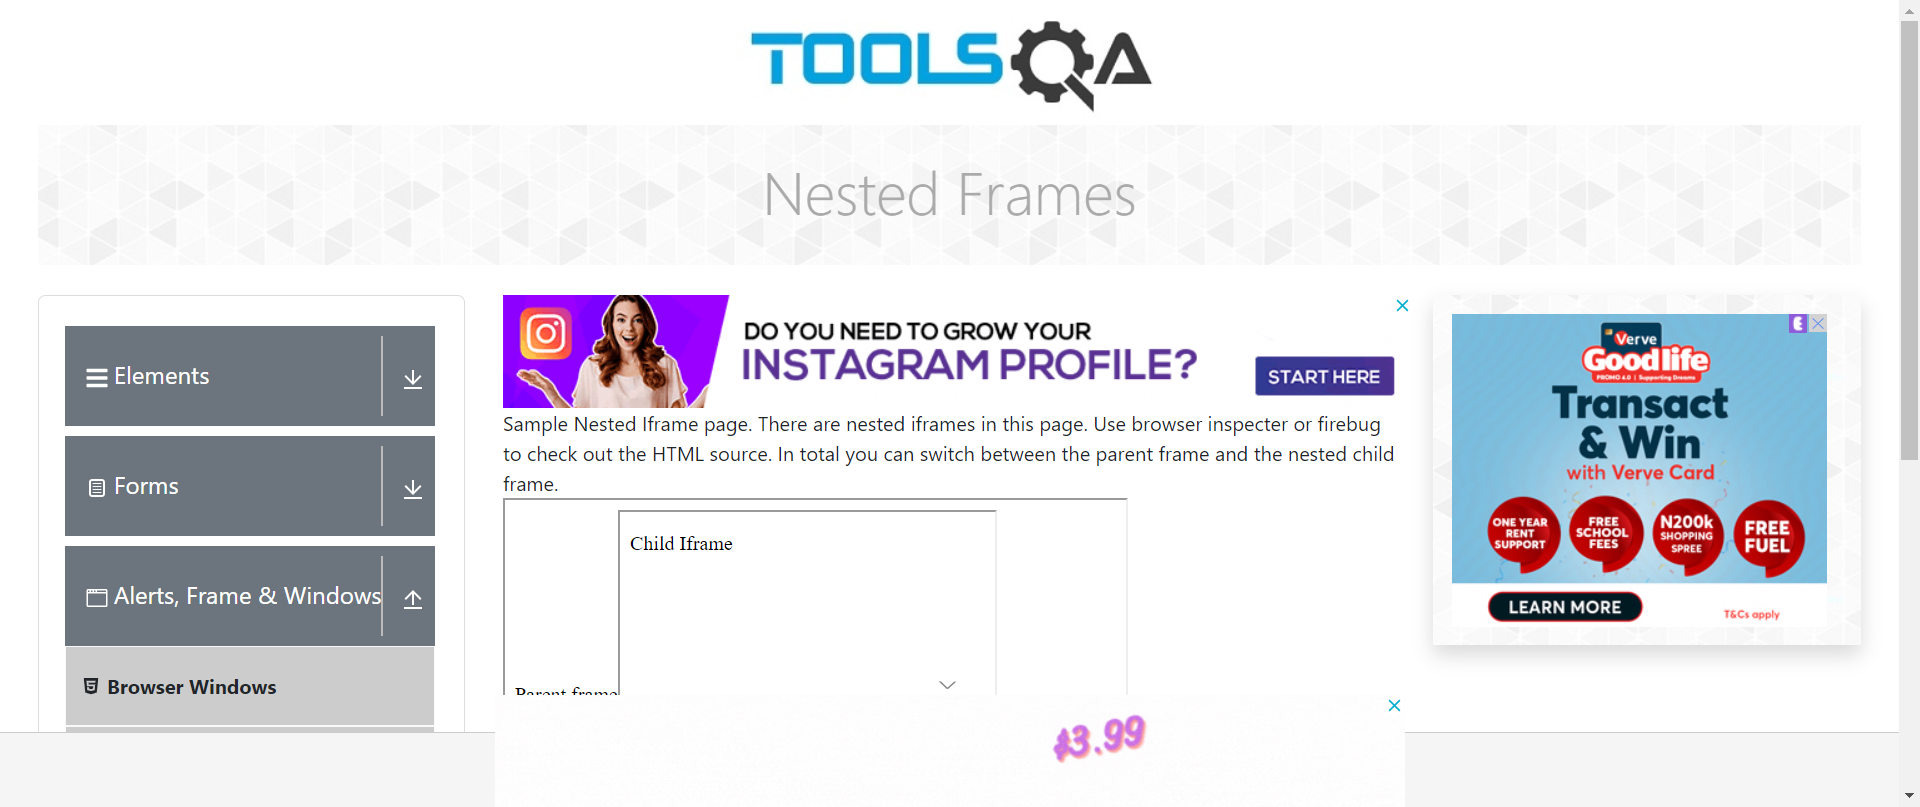 TOOLSQA
Nested Frames
Elements
Forms
Alerts, Frame & Windows
Browser Windows
DO YOU NEED TO GROW YOUR
INSTAGRAM PROFILE?
START HERE
Sample Nested Iframe page. There are nested iframes in this page. Use browser inspecter or firebug
to check out the HTML source. In total you can switch between the parent frame and the nested child
frame.
Child Iframe
Parent frame
$3.99
Verve
Goodlife
PROMO 4.0 | Supporting Dreams
Transact
& Win
with Verve Card
ONE YEAR
RENT
SUPPORT
FREE
SCHOOL
FEES
N200k
SHOPPING
SPREE
FREE
FUEL
LEARN MORE
T&Cs apply